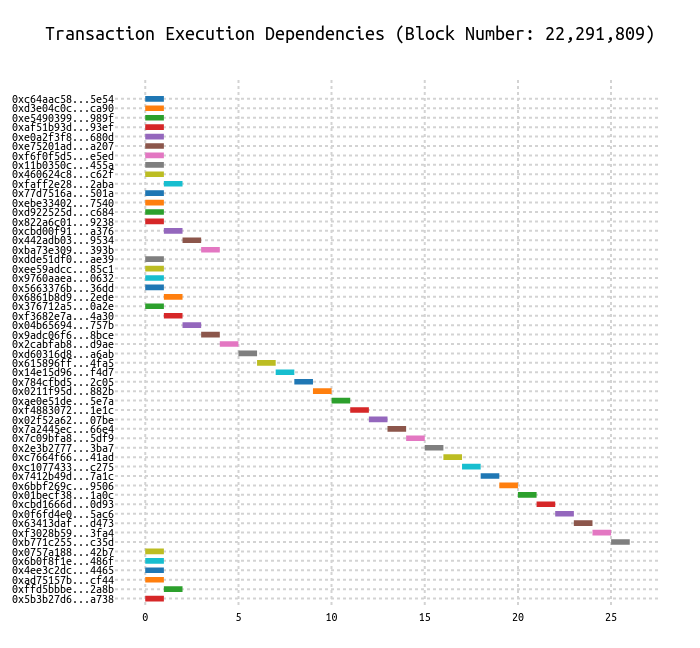 Transaction Execution Dependencies (Block Number: 22,291,809)
0xc64aac58...5e54
0xd3e04c0c...ca90
0xe5490399...989f
0xaf51b93d...93ef
0xe0a2f3f8...680d
0xe75201ad...a207
0xf6f0f5d5...e5ed
0x11b0350c...455a
0x460624c8...c62f
0xfaff2e28...2aba
0x77d7516a...501a
0xebe33402...7540
0xd922525d...c684
0x822a6c01...9238
0xcbd00f91...a376
0x442adb03...9534
0xba73e309...393b
0xdde51df0...ae39
0xee59adcc...85c1
0x9760aaea...0632
0x5663376b...36dd
0x6861b8d9...2ede
0x376712a5...0a2e
0xf3682e7a...4a30
0x04b65694...757b
0x9adc06f6...8bce
0x2cabfab8...d9ae
0xd60316d8...a6ab
0x615896ff...4fa5
0x14e15d96...f4d7
0x784cfbd5...2c05
0x0211f95d...882b
0xae0e51de...5e7a
0xf4883072...1e1c
0x02f52a62...07be
0x7a2445ec...66e4
0x7c09bfa8...5df9
0x2e3b2777...3ba7
0xc7664f66...41ad
0xc1077433...c275
0x7412b49d...7a1c
0x6bbf269c...9506
0x01becf38...1a0c
0xcbd1666d...0d93
0x0f6fd4e0...5ac6
0x63413daf...d473
0xf3028b59...3fa4
0xb771c255...c35d
0x0757a188...42b7
0x6b0f8f1e...486f
0x4ee3c2dc...4465
0xad75157b...cf44
0xffd5bbbe...2a8b
0x5b3b27d6...a738
0 5 10 15 20 25